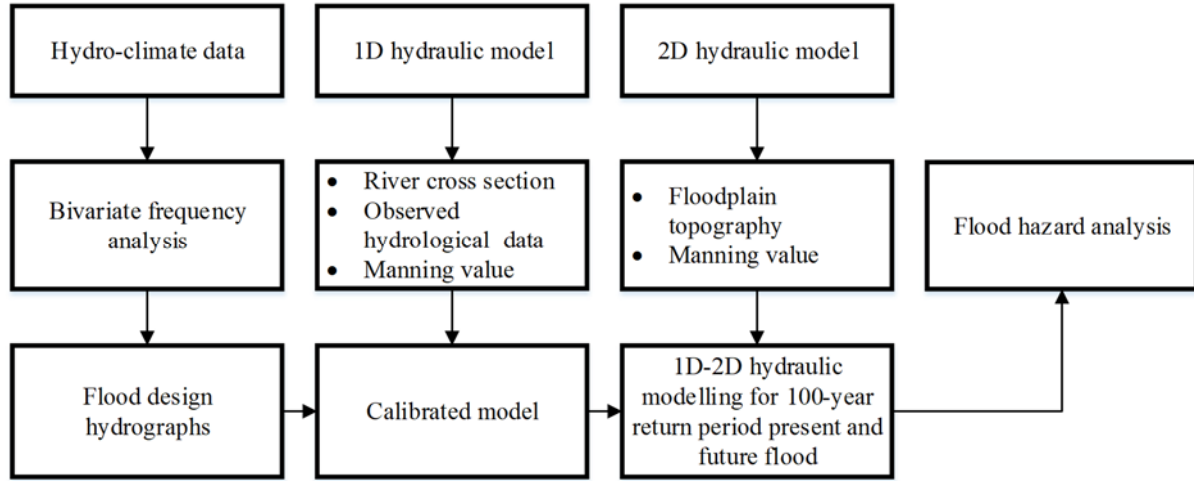 Hydro-climate data
1D hydraulic model
2D hydraulic model
Bivariate frequency
analysis
• River cross section
• Observed
hydrological data
• Manning value
• Floodplain
topography
• Manning value
Flood hazard analysis
Flood design
hydrographs
Calibrated model
1D-2D hydraulic
modelling for 100-year
return period present and
future flood